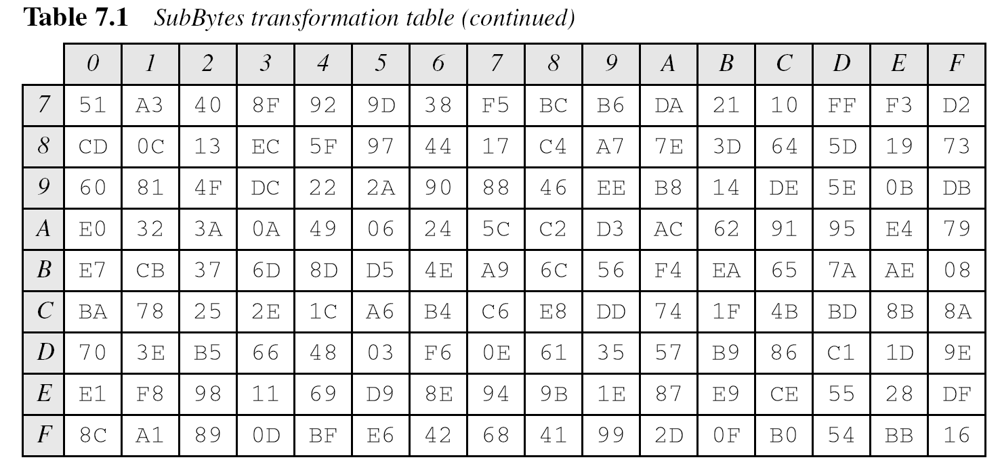 Table 7.1 SubBytes transformation table (continued)
0 1 2 3 4 5 6 7 8 9 A B C D E F
7 51 A3 40 8F 92 9D 38 F5 BC B6 DA 21 10 FF F3 D2
8 CD 0C 13 EC 5F 97 44 17 C4 A7 7E 3D 64 5D 19 73
9 60 81 4F DC 22 2A 90 88 46 EE B8 14 DE 5E 0B DB
A E0 32 3A 0A 49 06 24 5C C2 D3 AC 62 91 95 E4 79
B E7 CB 37 6D 8D D5 4E A9 6C 56 F4 EA 65 7A AE 08
C BA 78 25 2E 1C A6 B4 C6 E8 DD 74 1F 4B BD 8B 8A
D 70 3E B5 66 48 03 F6 0E 61 35 57 B9 86 C1 1D 9E
E E1 F8 98 11 69 D9 8E 94 9B 1E 87 E9 CE 55 28 DF
F 8C A1 89 0D BF E6 42 68 41 99 2D 0F B0 54 BB 16